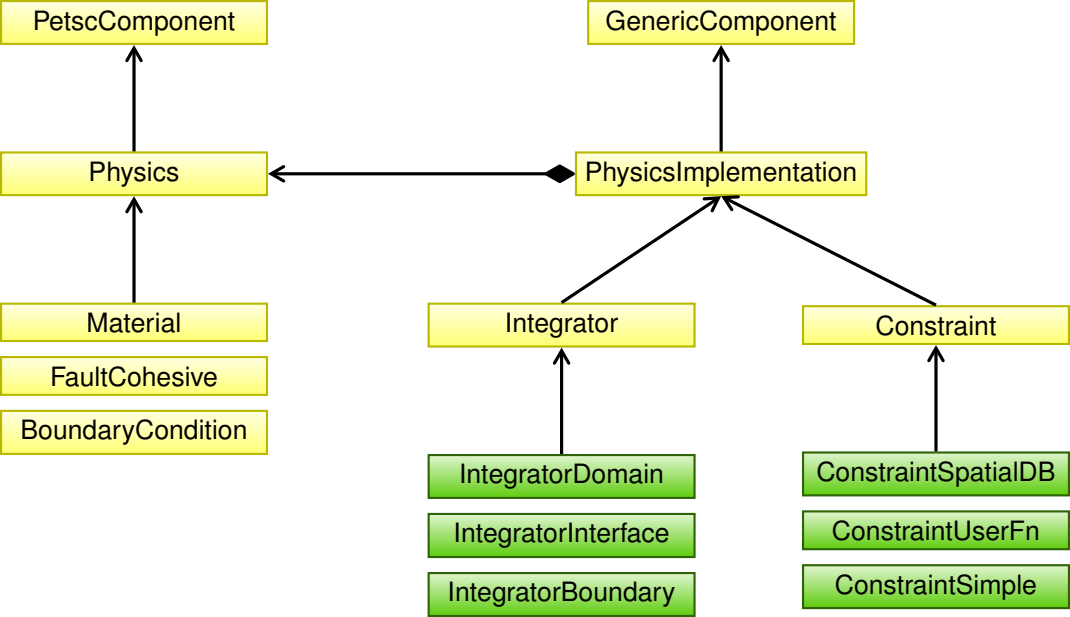 PetscComponent
GenericComponent
Physics
PhysicsImplementation
Material
Integrator
Constraint
FaultCohesive
BoundaryCondition
IntegratorDomain
ConstraintSpatialDB
IntegratorInterface
ConstraintUserFn
IntegratorBoundary
ConstraintSimple